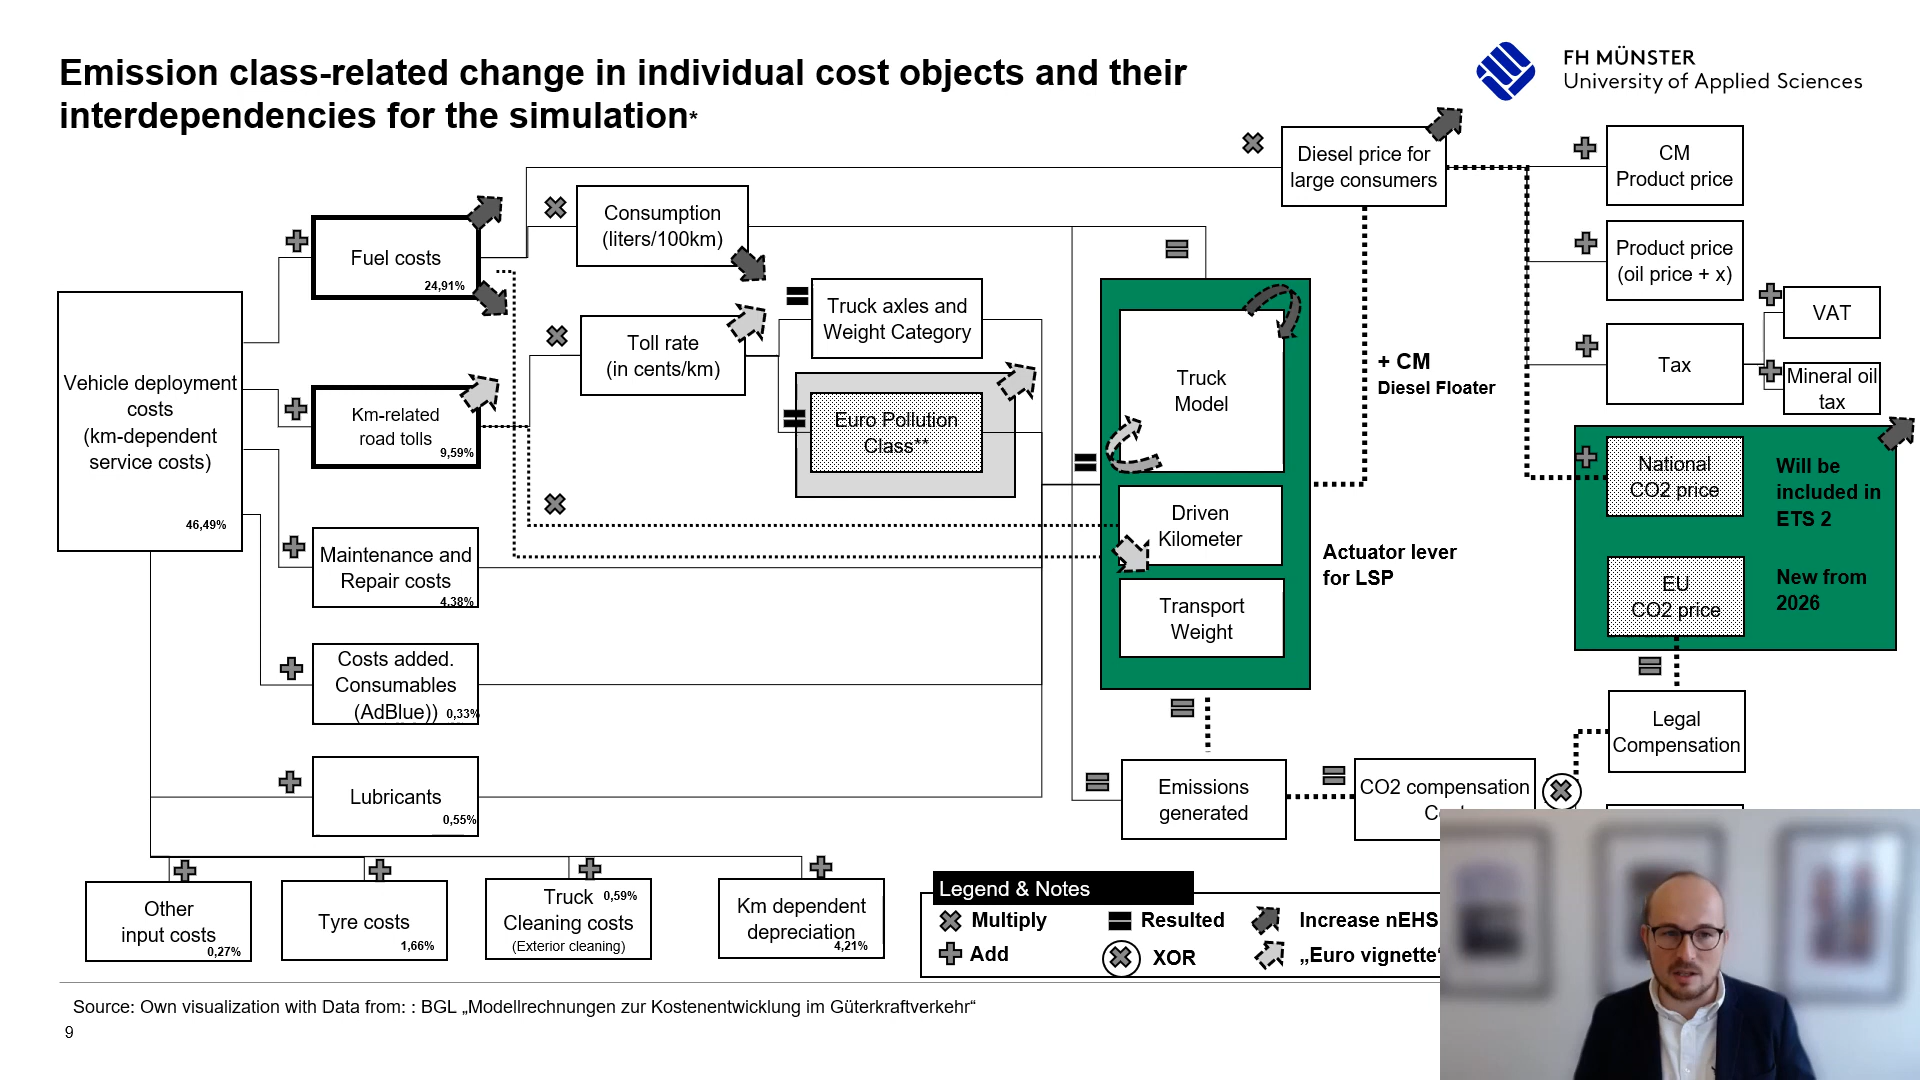 Emission class-related change in individual cost objects and their
interdependencies for the simulation*
FH MÜNSTER
University of Applied Sciences
Vehicle deployment
costs
(km-dependent
service costs)
46,49%
Fuel costs
24,91%
Km-related
road tolls
9,59%
Maintenance and
Repair costs
4,38%
Costs added.
Consumables
(AdBlue)) 0,33%
Lubricants
0,55%
Other
input costs
0,27%
Tyre costs
1,66%
Truck 0,59%
Cleaning costs
(Exterior cleaning)
Km dependent
depreciation
4,21%
Consumption
(liters/100km)
Toll rate
(in cents/km)
Truck axles and
Weight Category
Euro Pollution
Class**
Truck
Model
Driven
Kilometer
Transport
Weight
Diesel price for
large consumers
+ CM
Diesel Floater
Actuator lever
for LSP
CM
Product price
Product price
(oil price + x)
Tax
VAT
Mineral oil
tax
National
CO2 price
Will be
included in
ETS 2
EU
CO2 price
New from
2026
Legal
Compensation
Emissions
generated
CO2 compensation
Legend & Notes
Multiply
Resulted
Increase nEHS
Add
XOR
„Euro vignette“
Source: Own visualization with Data from: : BGL „Modellrechnungen zur Kostenentwicklung im Güterkraftverkehr“
9